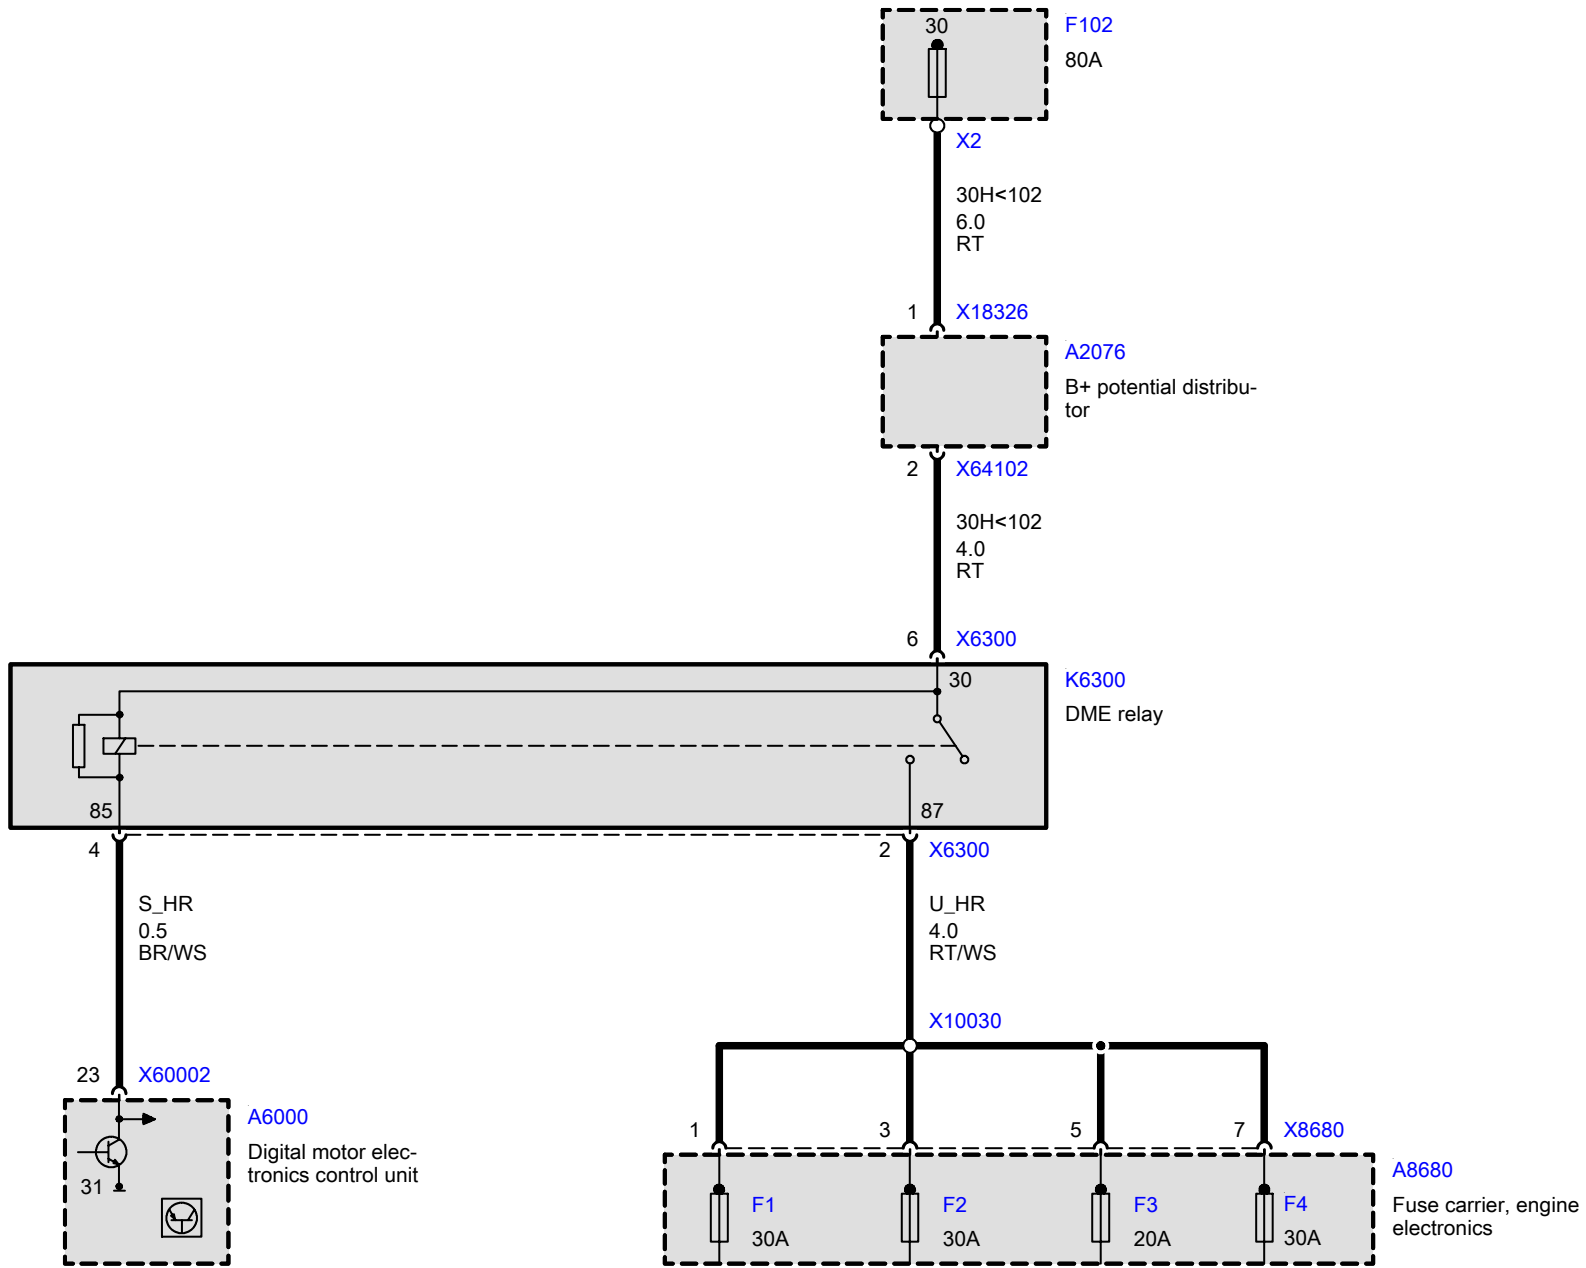 30
F102
80A
X2
30H<102
6.0
RT
1 X18326
A2076
B+ potential distribu-
tor
2 X64102
30H<102
4.0
RT
6 X6300
30
K6300
DME relay
85
87
4
2 X6300
S_HR
0.5
BR/WS
U_HR
4.0
RT/WS
X10030
23 X60002
A6000
Digital motor elec-
tronics control unit
31
1
3
5
7 X8680
A8680
Fuse carrier, engine
electronics
F1
30A
F2
30A
F3
20A
F4
30A